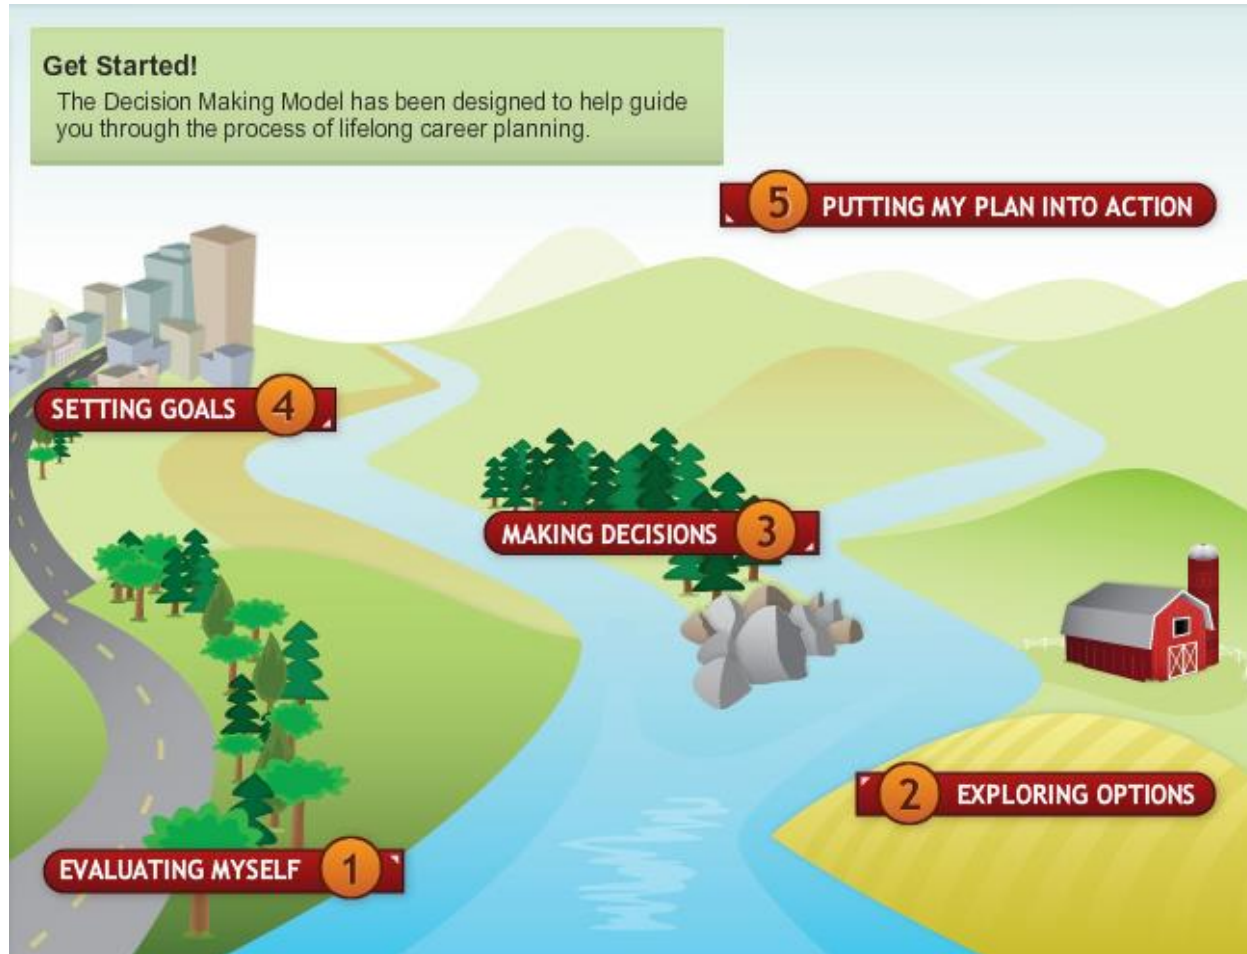 Get Started!
The Decision Making Model has been designed to help guide
you through the process of lifelong career planning.
5 PUTTING MY PLAN INTO ACTION
SETTING GOALS 4
MAKING DECISIONS 3
2 EXPLORING OPTIONS
EVALUATING MYSELF 1